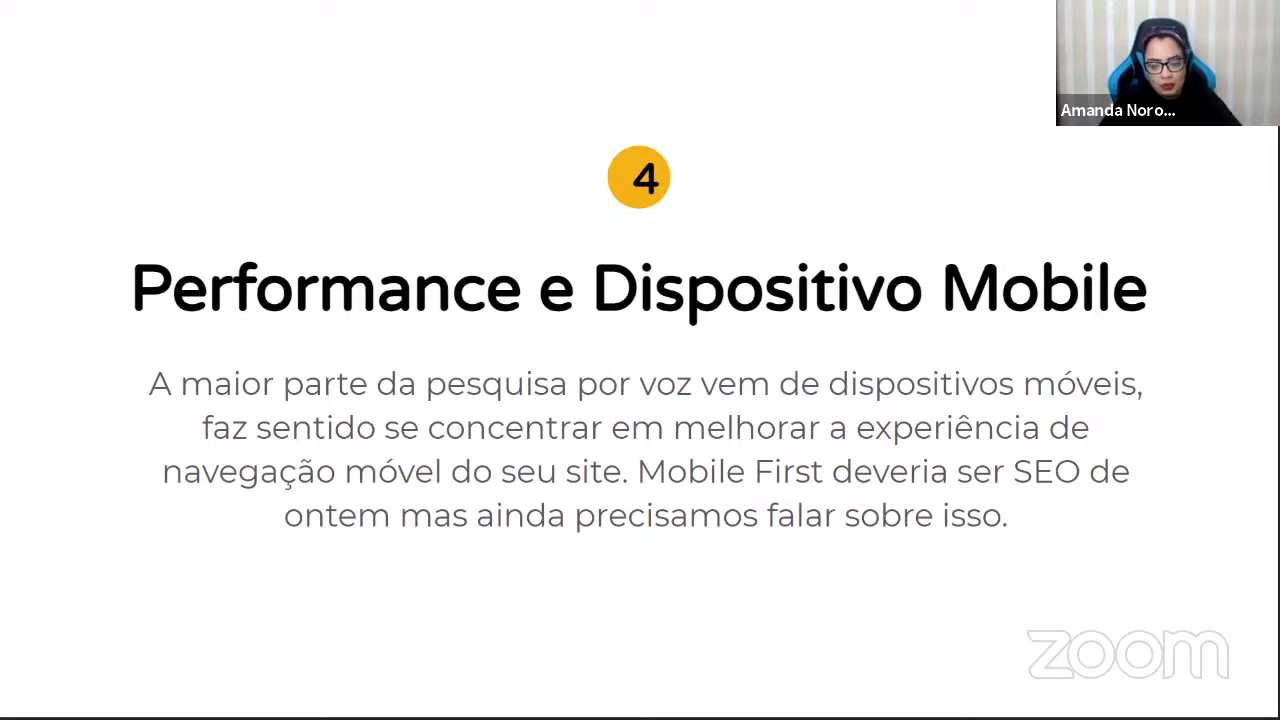 Amanda Noro...
4
Performance e Dispositivo Mobile
A maior parte da pesquisa por voz vem de dispositivos móveis,
faz sentido se concentrar em melhorar a experiência de
navegação móvel do seu site. Mobile First deveria ser SEO de
ontem mas ainda precisamos falar sobre isso.
zoom